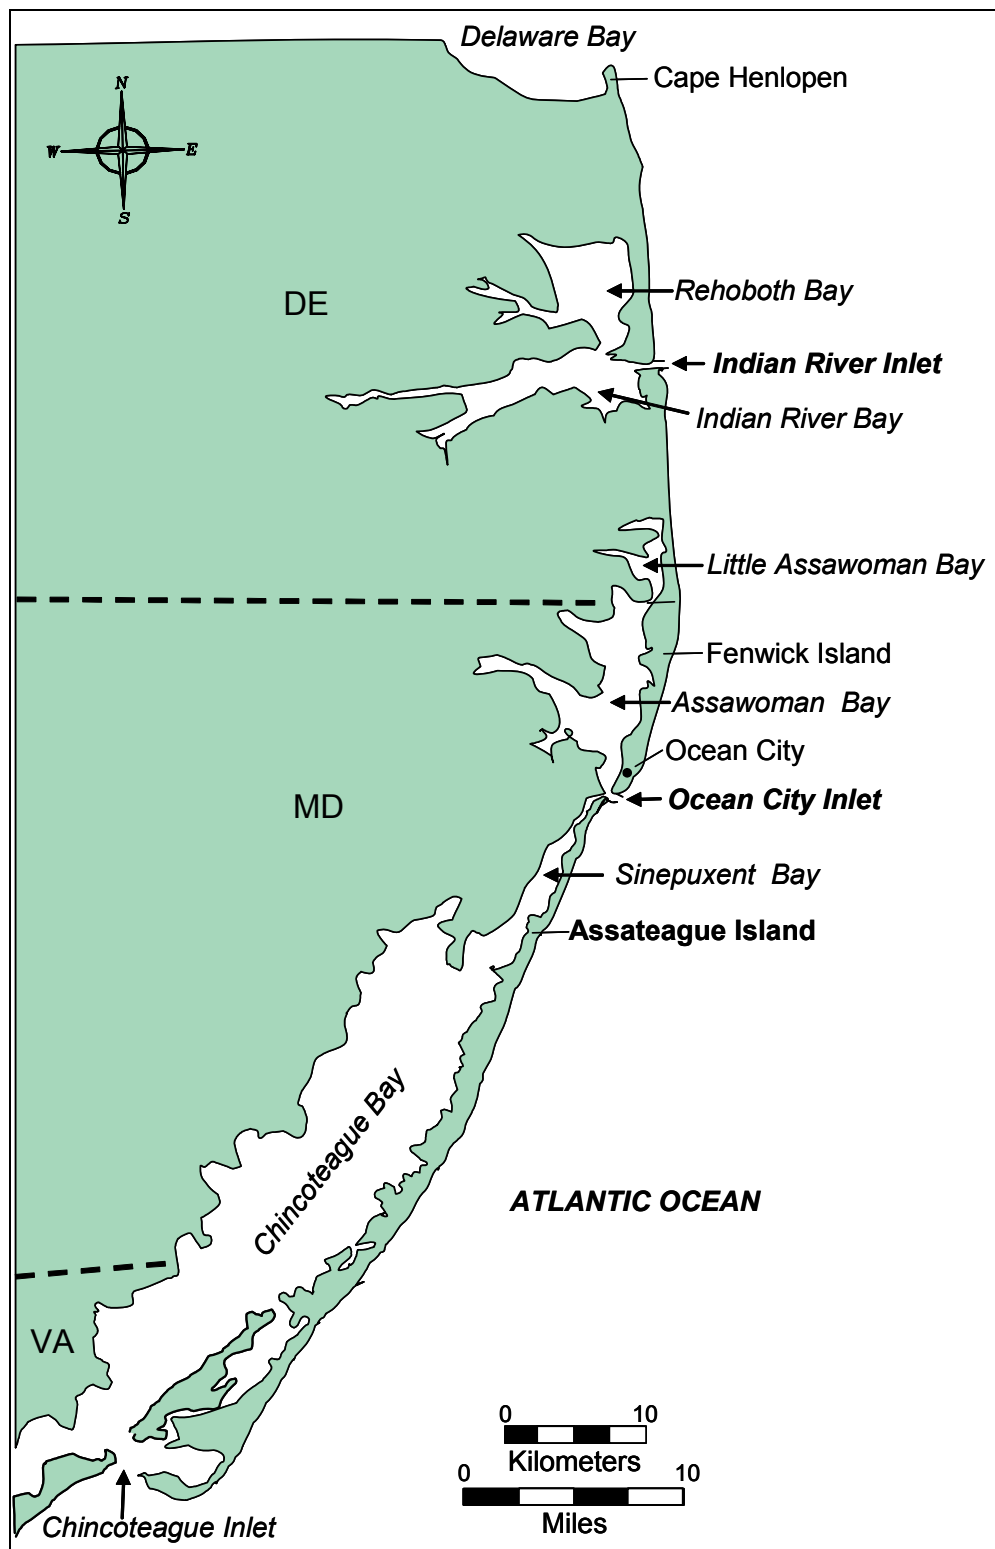 Delaware Bay
Cape Henlopen
N
W
E
S
DE
Rehoboth Bay
Indian River Inlet
Indian River Bay
Little Assawoman Bay
Fenwick Island
Assawoman Bay
Ocean City
MD
Ocean City Inlet
Sinepuxent Bay
Assateague Island
Chincoteague Bay
ATLANTIC OCEAN
VA
0 10
Kilometers
0 10
Miles
Chincoteague Inlet